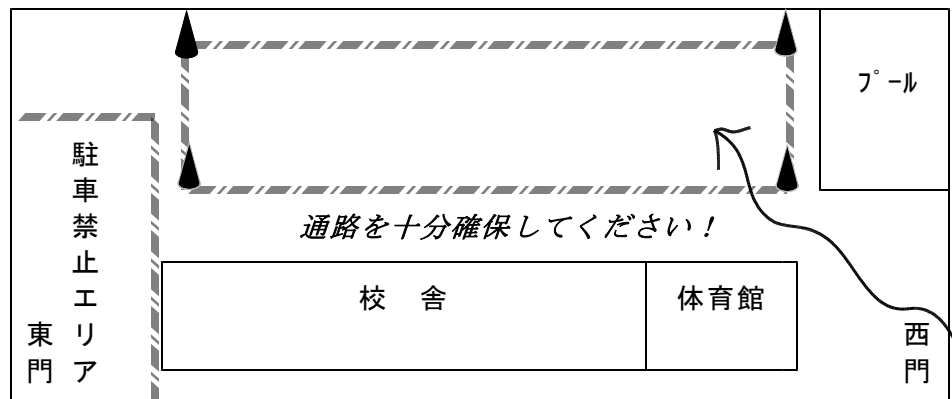 ﾌﾟｰﾙ
駐車禁止エリア
通路を十分確保してください！
校　舎
体育館
東門
西門